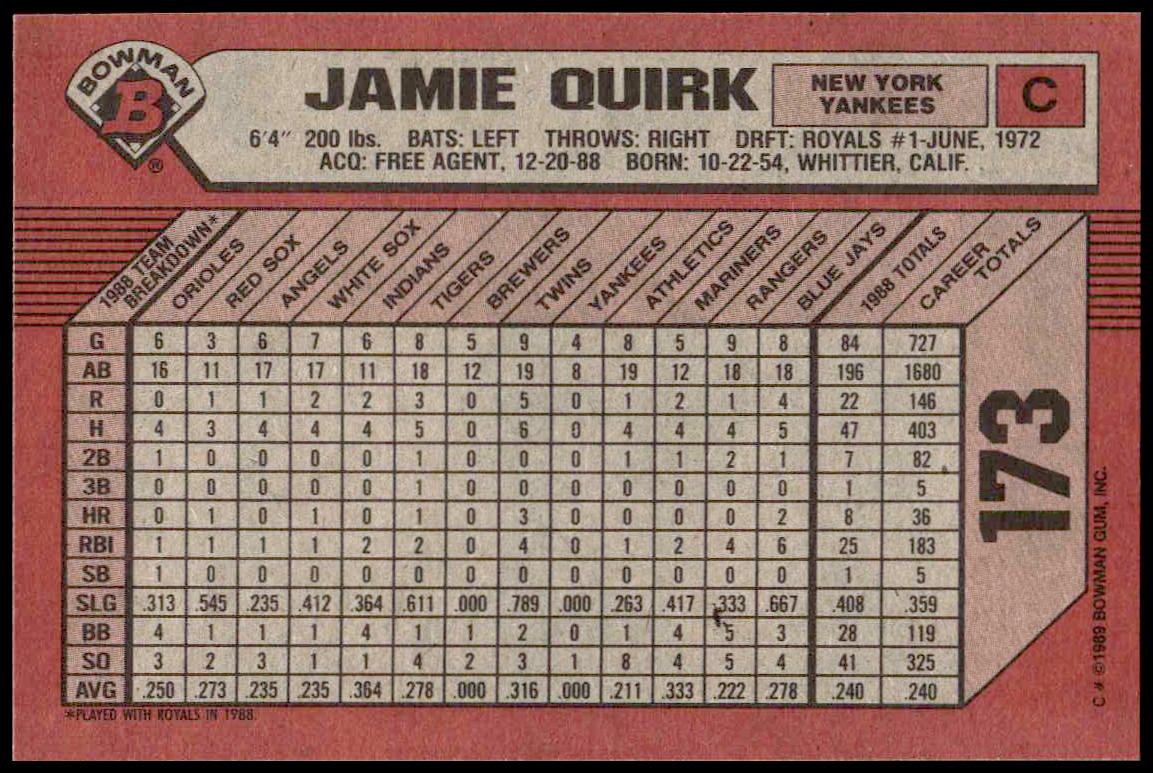 BOWMAN
B
®
JAMIE QUIRK
NEW YORK
YANKEES
C
6'4" 200 lbs. BATS: LEFT THROWS: RIGHT DRFT: ROYALS #1-JUNE, 1972
ACQ: FREE AGENT, 12-20-88 BORN: 10-22-54, WHITTIER, CALIF.
1988 TEAM
BREAKDOWN*
ORIOLES
RED SOX
ANGELS
WHITE SOX
INDIANS
TIGERS
BREWERS
TWINS
YANKEES
ATHLETICS
MARINERS
RANGERS
BLUE JAYS
1988 TOTALS
CAREER
TOTALS
G 6 3 6 7 6 8 5 9 4 8 5 9 8 84 727
AB 16 11 17 17 11 18 12 19 8 19 12 18 18 196 1680
R 0 1 1 2 2 3 0 5 0 1 2 1 4 22 146
H 4 3 4 4 4 5 0 6 0 4 4 4 5 47 403
2B 1 0 0 0 0 1 0 0 0 1 1 2 1 7 82
3B 0 0 0 0 0 1 0 0 0 0 0 0 0 1 5
HR 0 1 0 1 0 1 0 3 0 0 0 0 2 8 36
RBI 1 1 1 1 2 2 0 4 0 1 2 4 6 25 183
SB 1 0 0 0 0 0 0 0 0 0 0 0 0 1 5
SLG .313 .545 .235 .412 .364 .611 .000 .789 .000 .263 .417 .333 .667 .408 .359
BB 4 1 1 1 4 1 1 2 0 1 4 5 3 28 119
SO 3 2 3 1 1 4 2 3 1 8 4 5 4 41 325
AVG .250 .273 .235 .235 .364 .278 .000 .316 .000 .211 .333 .222 .278 .240 .240
*PLAYED WITH ROYALS IN 1988.
173
C * ©1989 BOWMAN GUM, INC.